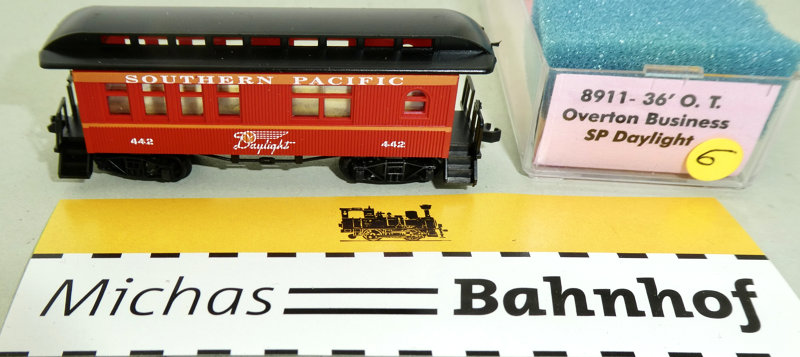 SOUTHERN PACIFIC
442 Daylight 442
8911- 36' O. T.
Overton Business
SP Daylight
6
Michas Bahnhof